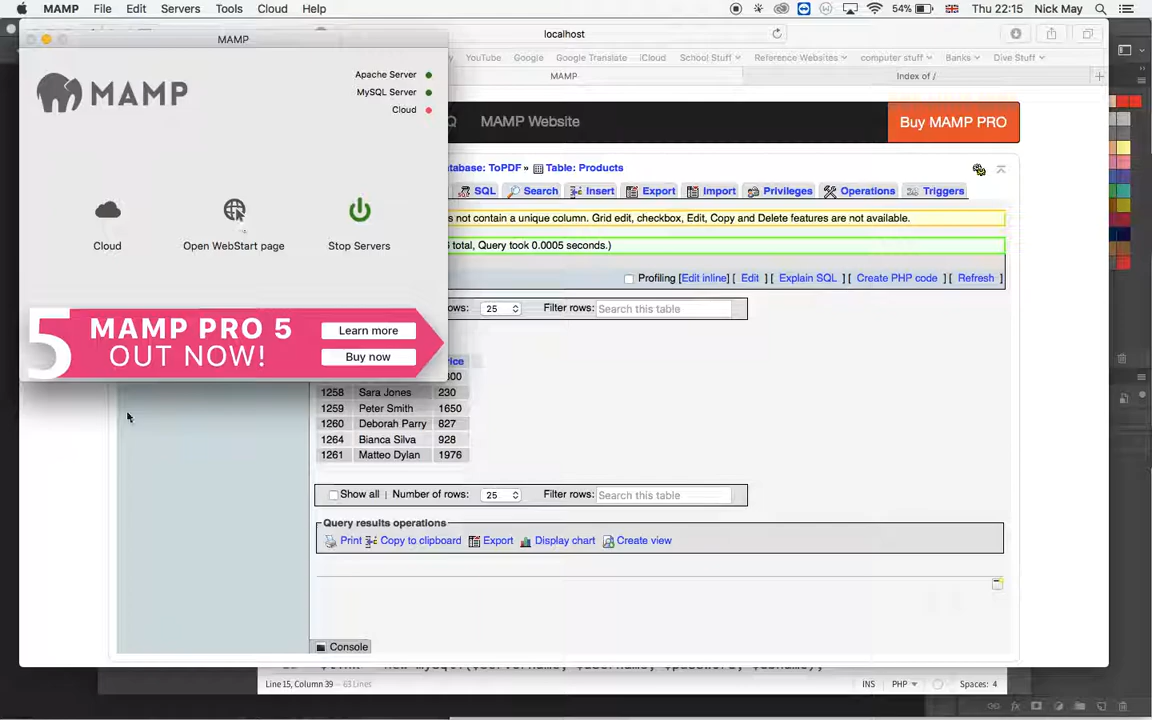 MAMP File Edit Servers Tools Cloud Help 54% Thu 22:15 Nick May
MAMP
localhost
YouTube Google Google Translate iCloud School Stuff Reference Websites computer stuff Banks Dive Stuff
MAMP Index of /
MAMP
Apache Server
MySQL Server
Cloud
Q MAMP Website Buy MAMP PRO
tabase: ToPDF » Table: Products
SQL Search Insert Export Import Privileges Operations Triggers
s not contain a unique column. Grid edit, checkbox, Edit, Copy and Delete features are not available.
total, Query took 0.0005 seconds.)
Cloud Open WebStart page Stop Servers
Profiling [Edit inline] [ Edit ] [ Explain SQL ] [ Create PHP code ] [ Refresh ]
ows: 25 Filter rows: Search this table
5 MAMP PRO 5
OUT NOW!
Learn more
Buy now
rice
1258 Sara Jones 230
1259 Peter Smith 1650
1260 Deborah Parry 827
1264 Bianca Silva 928
1261 Matteo Dylan 1976
Show all | Number of rows: 25 Filter rows: Search this table
Query results operations
Print Copy to clipboard Export Display chart Create view
Console
Line 15, Column 39 — 63 Lines INS PHP Spaces: 4